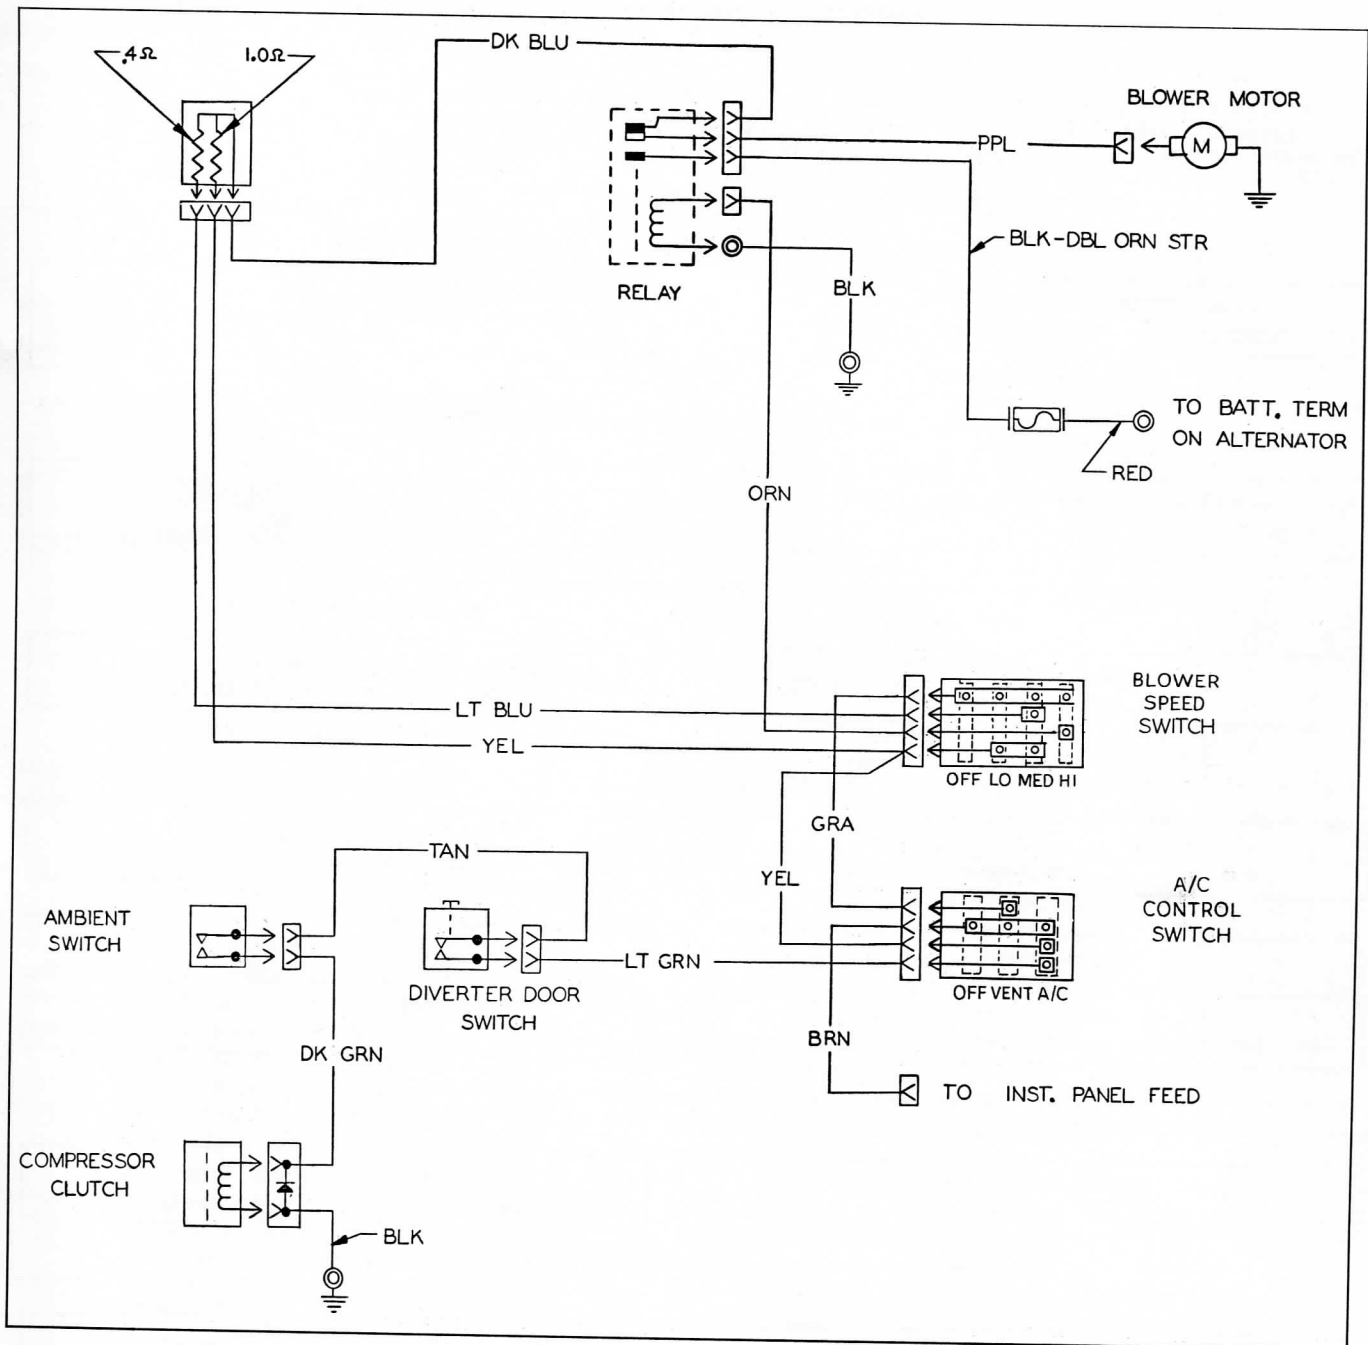 .4Ω
1.0Ω
DK BLU
BLOWER MOTOR
M
PPL
BLK-DBL ORN STR
RELAY
BLK
TO BATT. TERM
ON ALTERNATOR
RED
ORN
BLOWER
SPEED
SWITCH
LT BLU
YEL
OFF LO MED HI
GRA
TAN
YEL
A/C
CONTROL
SWITCH
AMBIENT
SWITCH
LT GRN
OFF VENT A/C
DIVERTER DOOR
SWITCH
DK GRN
BRN
TO INST. PANEL FEED
COMPRESSOR
CLUTCH
BLK